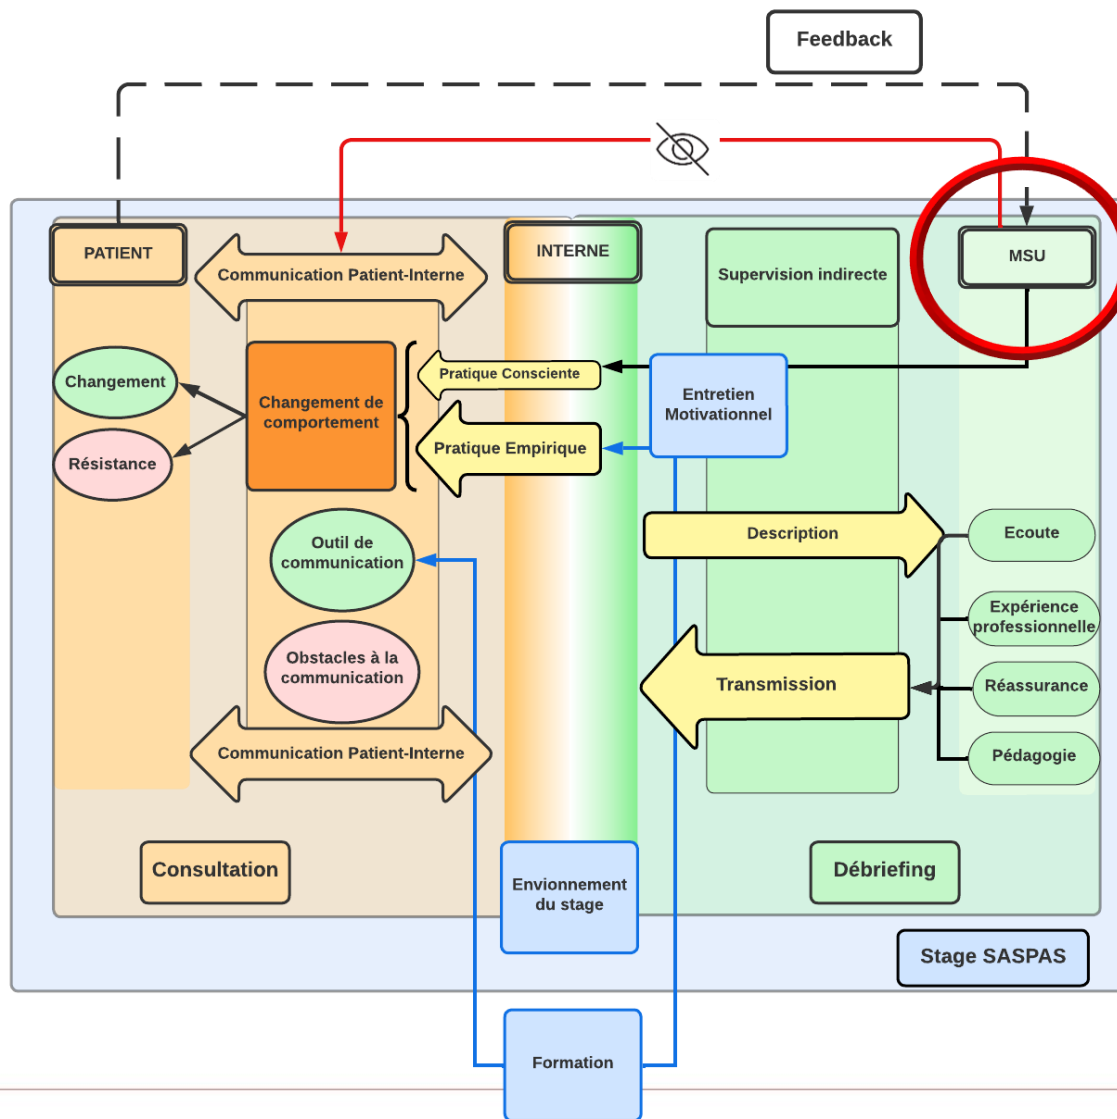 Feedback
PATIENT
Communication Patient-Interne
INTERNE
Supervision indirecte
MSU
Changement
Résistance
Changement de
comportement
Pratique Consciente
Pratique Empirique
Entretien
Motivationnel
Outil de
communication
Obstacles à la
communication
Communication Patient-Interne
Description
Transmission
Ecoute
Expérience
professionnelle
Réassurance
Pédagogie
Consultation
Envionnement
du stage
Débriefing
Stage SASPAS
Formation